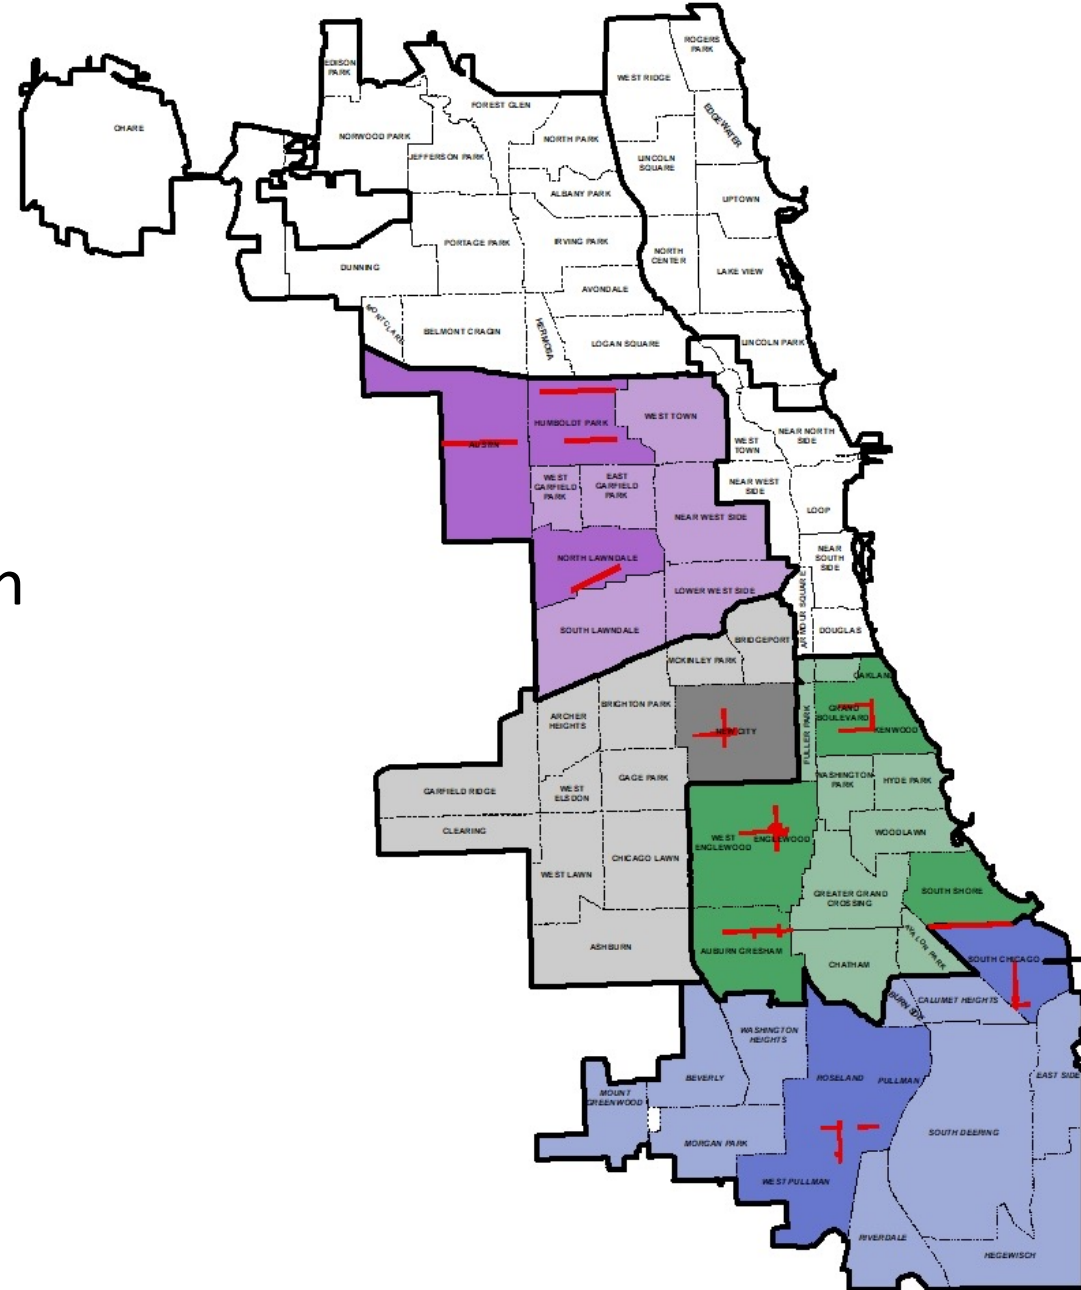 ROGERS
PARK
EDISON
PARK
WEST RIDGE
FOREST GLEN
EDGEWATER
OHARE
NORWOOD PARK
NORTH PARK
JEFFERSON PARK
LINCOLN
SQUARE
ALBANY PARK
UPTOWN
PORTAGE PARK
IRVING PARK
NORTH
CENTER
DUNNING
LAKE VIEW
AVONDALE
MONTCLARE
BELMONT CRAGIN
HERMOSA
LOGAN SQUARE
LINCOLN PARK
HUMBOLDT PARK
WEST TOWN
AUSTIN
WEST
TOWN
NEAR NORTH
SIDE
WEST
GARFIELD
PARK
EAST
GARFIELD
PARK
NEAR WEST
SIDE
NEAR WEST SIDE
LOOP
NORTH LAWNDALE
NEAR
SOUTH
SIDE
n
LOWER WEST SIDE
ARMOUR SQUARE
SOUTH LAWNDALE
BRIDGEPORT
DOUGLAS
MCKINLEY PARK
OAKLAND
BRIGHTON PARK
ARCHER
HEIGHTS
NEW CITY
FULLER PARK
GRAND
BOULEVARD
KENWOOD
GAGE PARK
WASHINGTON
PARK
HYDE PARK
GARFIELD RIDGE
WEST
ELSDON
CLEARING
WEST
ENGLEWOOD
ENGLEWOOD
WOODLAWN
CHICAGO LAWN
WEST LAWN
GREATER GRAND
CROSSING
SOUTH SHORE
ASHBURN
AUBURN GRESHAM
CHATHAM
AVALON PARK
SOUTH CHICAGO
BURNSIDE
CALUMET HEIGHTS
WASHINGTON
HEIGHTS
BEVERLY
ROSELAND
PULLMAN
EAST SIDE
MOUNT
GREENWOOD
MORGAN PARK
SOUTH DEERING
WEST PULLMAN
RIVERDALE
HEGEWISCH